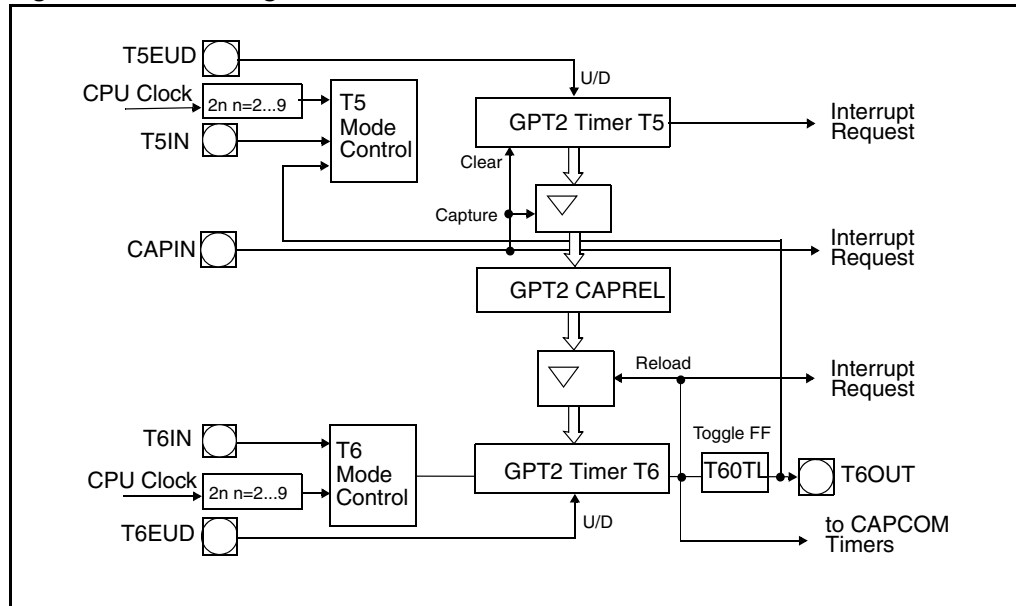 T5EUD
U/D
CPU Clock
2n n=2...9
T5
Mode
Control
GPT2 Timer T5
Interrupt
Request
T5IN
Clear
Capture
CAPIN
Interrupt
Request
GPT2 CAPREL
Reload
Interrupt
Request
T6IN
T6
Mode
Control
Toggle FF
GPT2 Timer T6
T60TL
T6OUT
CPU Clock
2n n=2...9
U/D
T6EUD
to CAPCOM
Timers